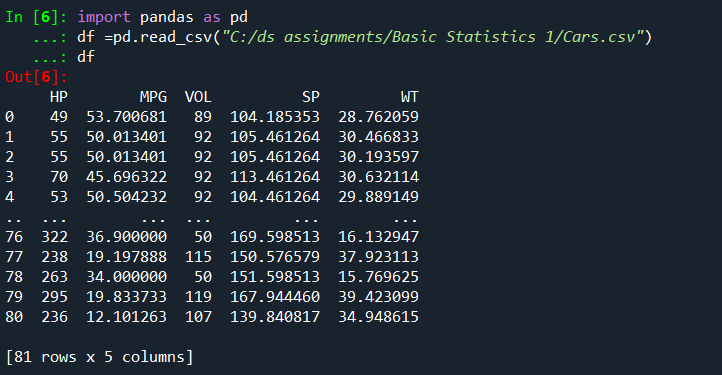 In [6]: import pandas as pd
   ...: df =pd.read_csv("C:/ds assignments/Basic Statistics 1/Cars.csv")
   ...: df
Out[6]:
     HP        MPG  VOL          SP         WT
0    49  53.700681   89  104.185353  28.762059
1    55  50.013401   92  105.461264  30.466833
2    55  50.013401   92  105.461264  30.193597
3    70  45.696322   92  113.461264  30.632114
4    53  50.504232   92  104.461264  29.889149
..  ...        ...  ...         ...        ...
76  322  36.900000   50  169.598513  16.132947
77  238  19.197888  115  150.576579  37.923113
78  263  34.000000   50  151.598513  15.769625
79  295  19.833733  119  167.944460  39.423099
80  236  12.101263  107  139.840817  34.948615
[81 rows x 5 columns]